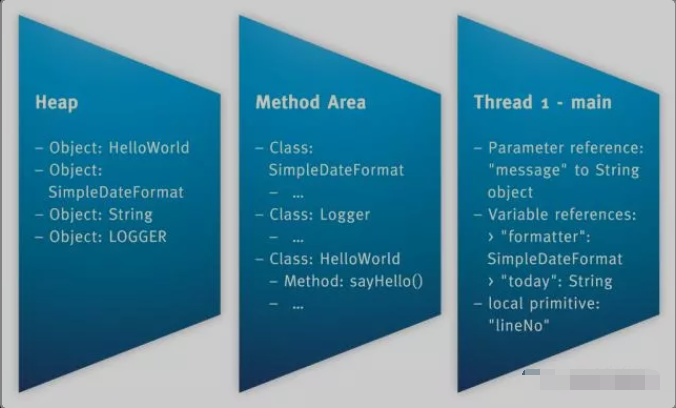 Heap
– Object: HelloWorld
– Object:
SimpleDateFormat
– Object: String
– Object: LOGGER
Method Area
– Class:
SimpleDateFormat
– ...
– Class: Logger
– ...
– Class: HelloWorld
– Method: sayHello()
– ...
Thread 1 - main
– Parameter reference:
"message" to String
object
– Variable references:
> "formatter":
SimpleDateFormat
> "today": String
– local primitive:
"lineNo"